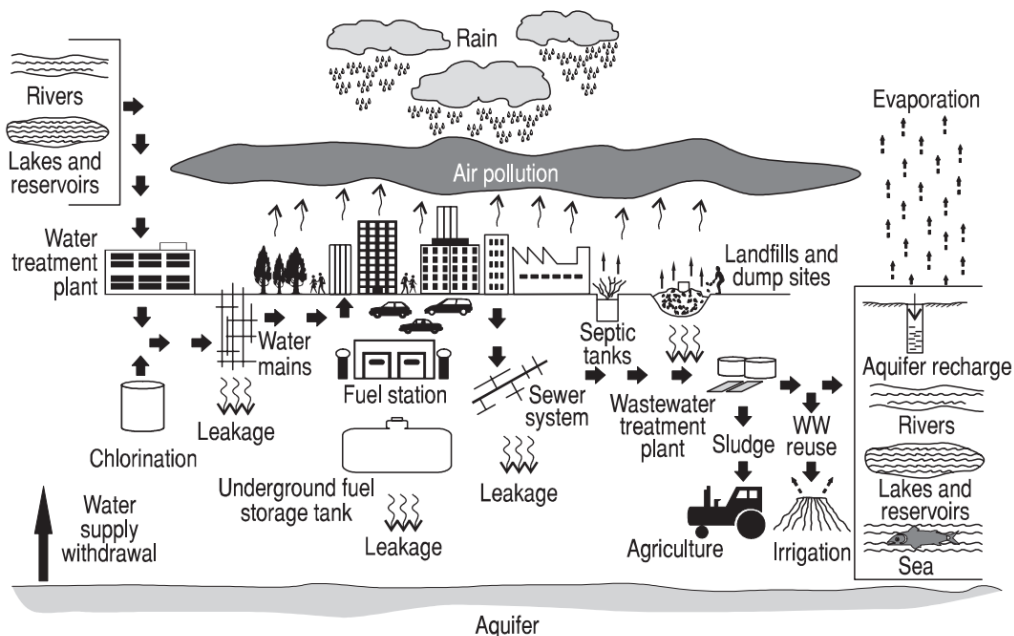 Rain
Rivers
Lakes and
reservoirs
Evaporation
Air pollution
Water
treatment
plant
Landfills and
dump sites
Water
mains
Septic
tanks
Fuel station
Sewer
system
Aquifer recharge
Rivers
Lakes and
reservoirs
Sea
Chlorination
Leakage
Wastewater
treatment
plant
Sludge
WW
reuse
Underground fuel
storage tank
Leakage
Leakage
Water
supply
withdrawal
Agriculture
Irrigation
Aquifer